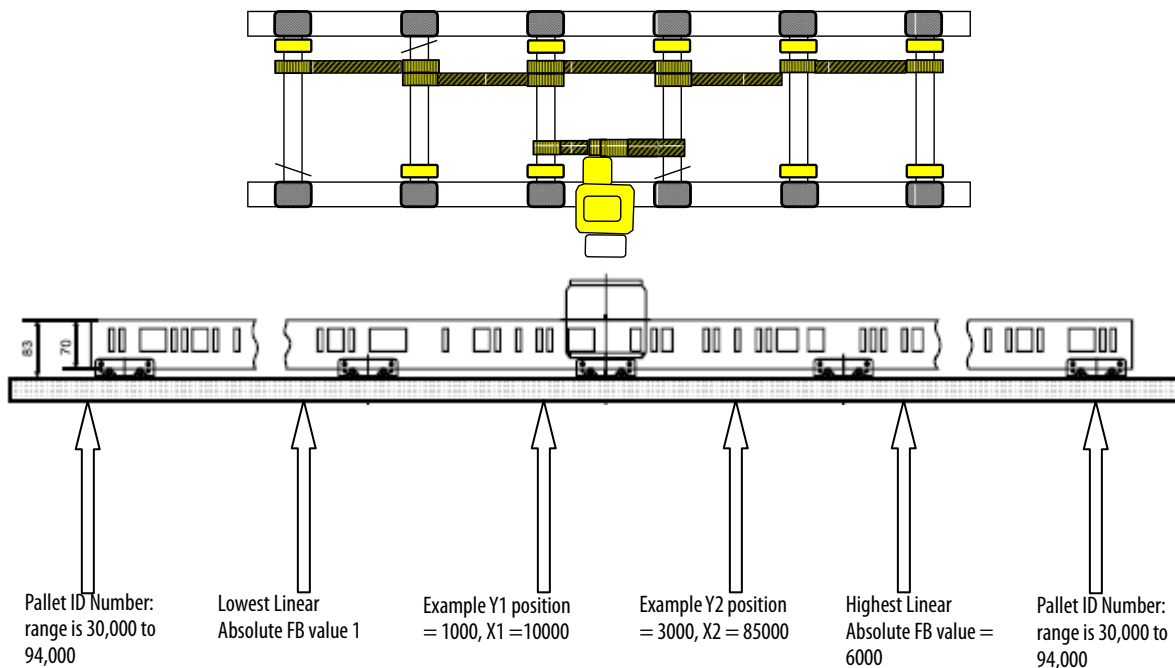 83
70
Pallet ID Number:
range is 30,000 to
94,000
Lowest Linear
Absolute FB value 1
Example Y1 position
= 1000, X1 =10000
Example Y2 position
= 3000, X2 = 85000
Highest Linear
Absolute FB value =
6000
Pallet ID Number:
range is 30,000 to
94,000